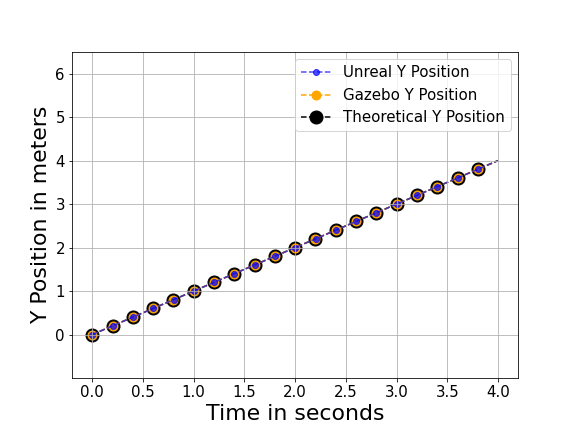 Unreal Y Position
Gazebo Y Position
Theoretical Y Position
Y Position in meters
6
5
4
3
2
1
0
0.0 0.5 1.0 1.5 2.0 2.5 3.0 3.5 4.0
Time in seconds